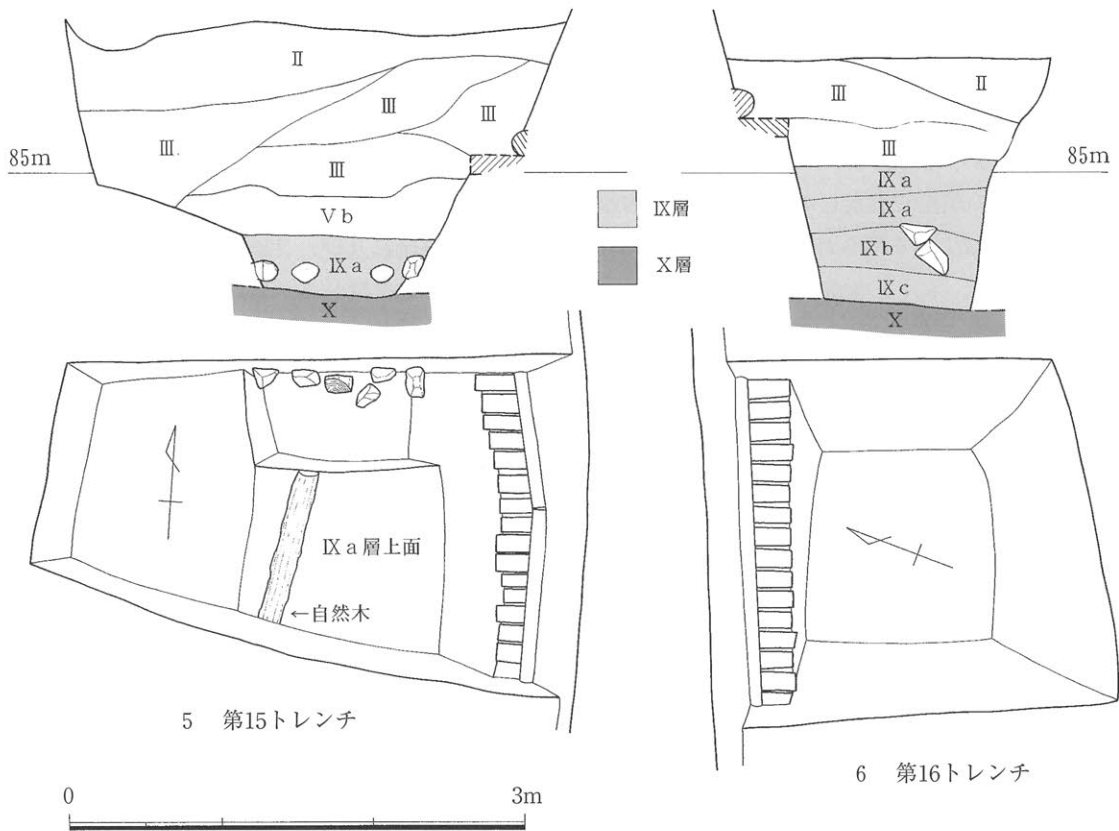 Ⅱ
Ⅲ
Ⅲ
Ⅲ.
Ⅲ
85m
Ⅴb
Ⅸa
Ⅹ
Ⅸ層
Ⅹ層
Ⅲ
Ⅱ
Ⅲ
85m
Ⅸa
Ⅸa
Ⅸb
Ⅸc
Ⅹ
Ⅸa層上面
←自然木
5 第15トレンチ
6 第16トレンチ
0 3m